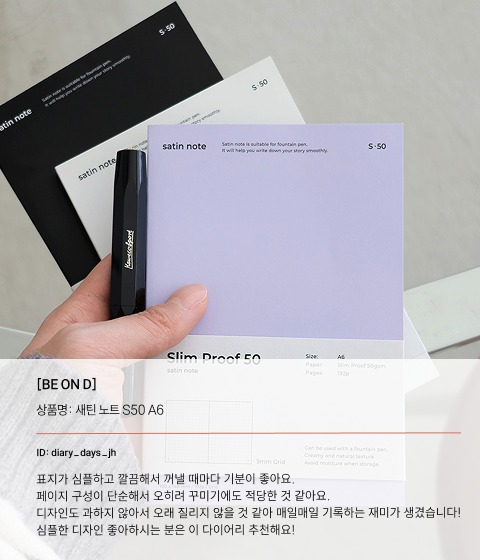 S·50
satin note is suitable for fountain pen.
It will help you write down your story smoothly.
satin note
S·50
satin note
satin note
Satin note is suitable for fountain pen.
It will help you write down your story smoothly.
S·50
Kaweco Sport
Slim Proof 50
satin note
Size: A6
Paper: Slim Proof 50gsm
Pages: 192p
5mm Grid
Can be used with a fountain pen.
Creamy and natural texture
Avoid moisture when storage.
[BE ON D]
상품명 : 새틴 노트 S50 A6
ID: diary_days_jh
표지가 심플하고 깔끔해서 꺼낼 때마다 기분이 좋아요.
페이지 구성이 단순해서 오히려 꾸미기에도 적당한 것 같아요.
디자인도 과하지 않아서 오래 질리지 않을 것 같아 매일매일 기록하는 재미가 생겼습니다!
심플한 디자인 좋아하시는 분은 이 다이어리 추천해요!